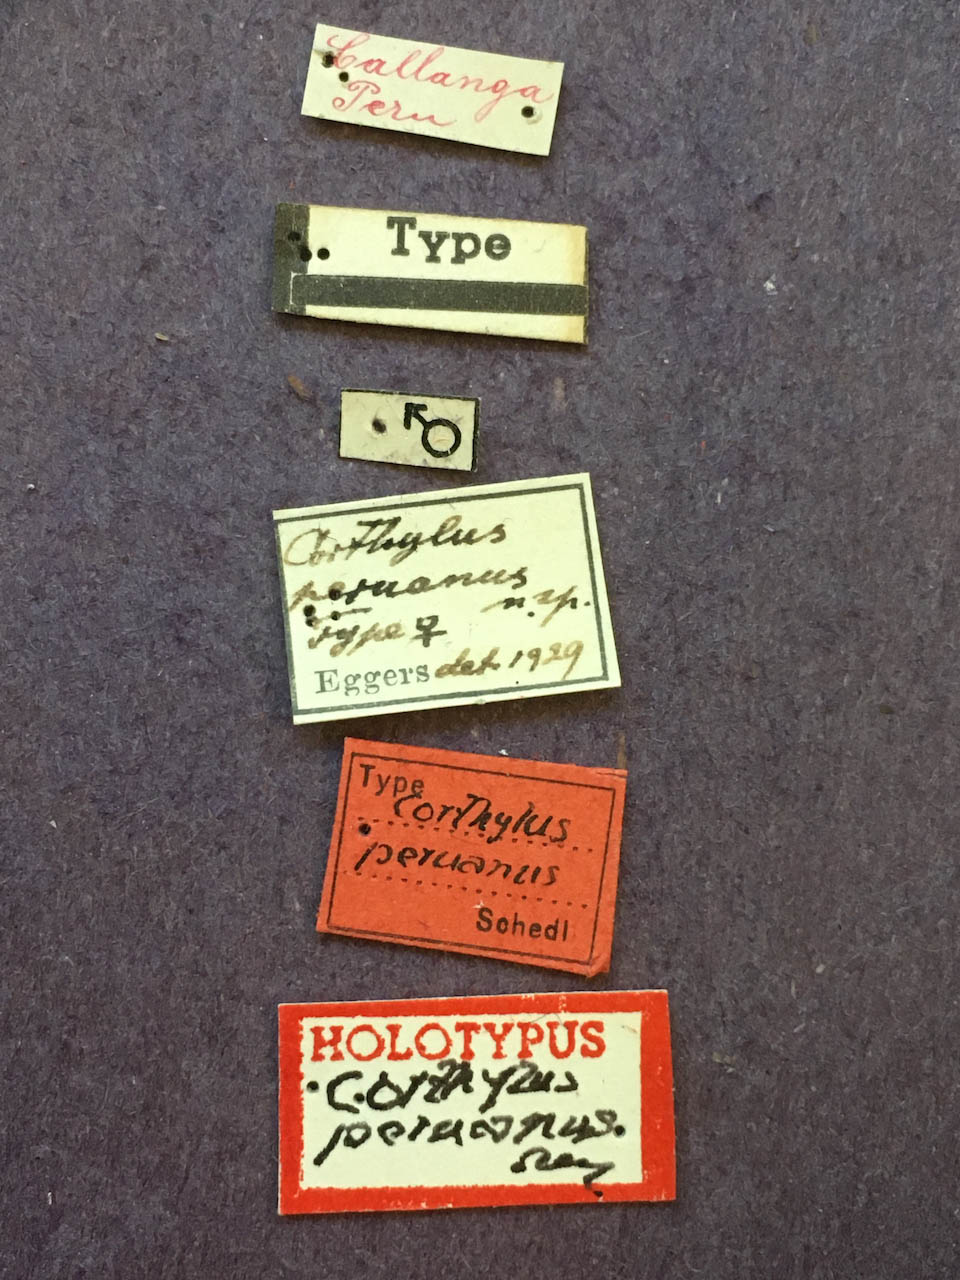 Callanga
Peru
Type
♂
Corthylus
peruanus
n. sp.
Type ♀
Eggers det. 1929
Type
Corthylus
peruanus
Schedl
HOLOTYPUS
Corthylus
peruanus.